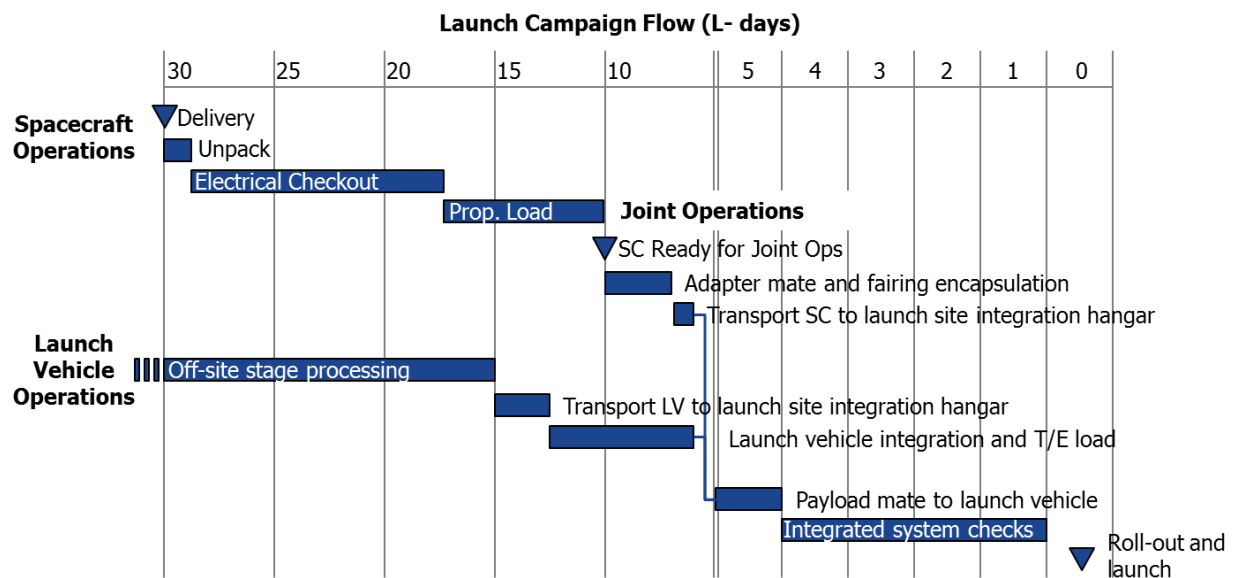 Launch Campaign Flow (L- days)
30 25 20 15 10 5 4 3 2 1 0
Spacecraft
Operations
Delivery
Unpack
Electrical Checkout
Prop. Load
Joint Operations
SC Ready for Joint Ops
Adapter mate and fairing encapsulation
Transport SC to launch site integration hangar
Launch
Vehicle
Operations
Off-site stage processing
Transport LV to launch site integration hangar
Launch vehicle integration and T/E load
Payload mate to launch vehicle
Integrated system checks
Roll-out and
launch